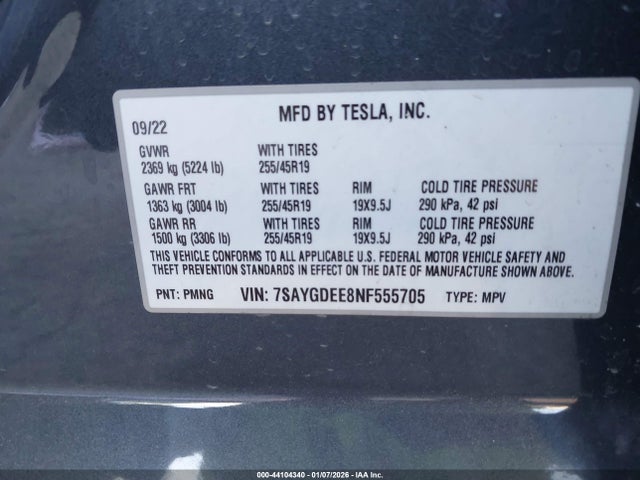 MFD BY TESLA, INC.
09/22
GVWR WITH TIRES
2369 kg (5224 lb) 255/45R19
GAWR FRT WITH TIRES RIM COLD TIRE PRESSURE
1363 kg (3004 lb) 255/45R19 19X9.5J 290 kPa, 42 psi
GAWR RR WITH TIRES RIM COLD TIRE PRESSURE
1500 kg (3306 lb) 255/45R19 19X9.5J 290 kPa, 42 psi
THIS VEHICLE CONFORMS TO ALL APPLICABLE U.S. FEDERAL MOTOR VEHICLE SAFETY AND
THEFT PREVENTION STANDARDS IN EFFECT ON THE DATE OF MANUFACTURE SHOWN ABOVE.
PNT: PMNG VIN: 7SAYGDEE8NF555705 TYPE: MPV
000-44104340 - 01/07/2026 - IAA Inc.